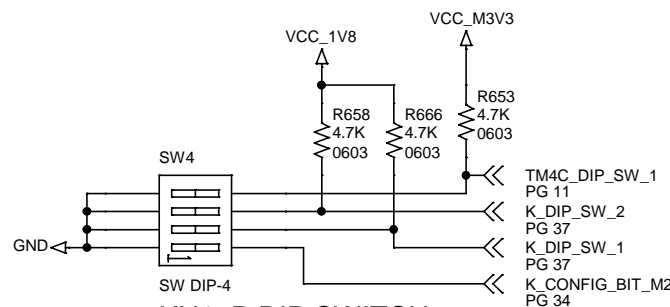 VCC_M3V3
VCC_1V8
R658
4.7K
0603
R666
4.7K
0603
R653
4.7K
0603
SW4
GND
1
SW DIP-4
TM4C_DIP_SW_1
PG 11
K_DIP_SW_2
PG 37
K_DIP_SW_1
PG 37
K_CONFIG_BIT_M2
PG 34